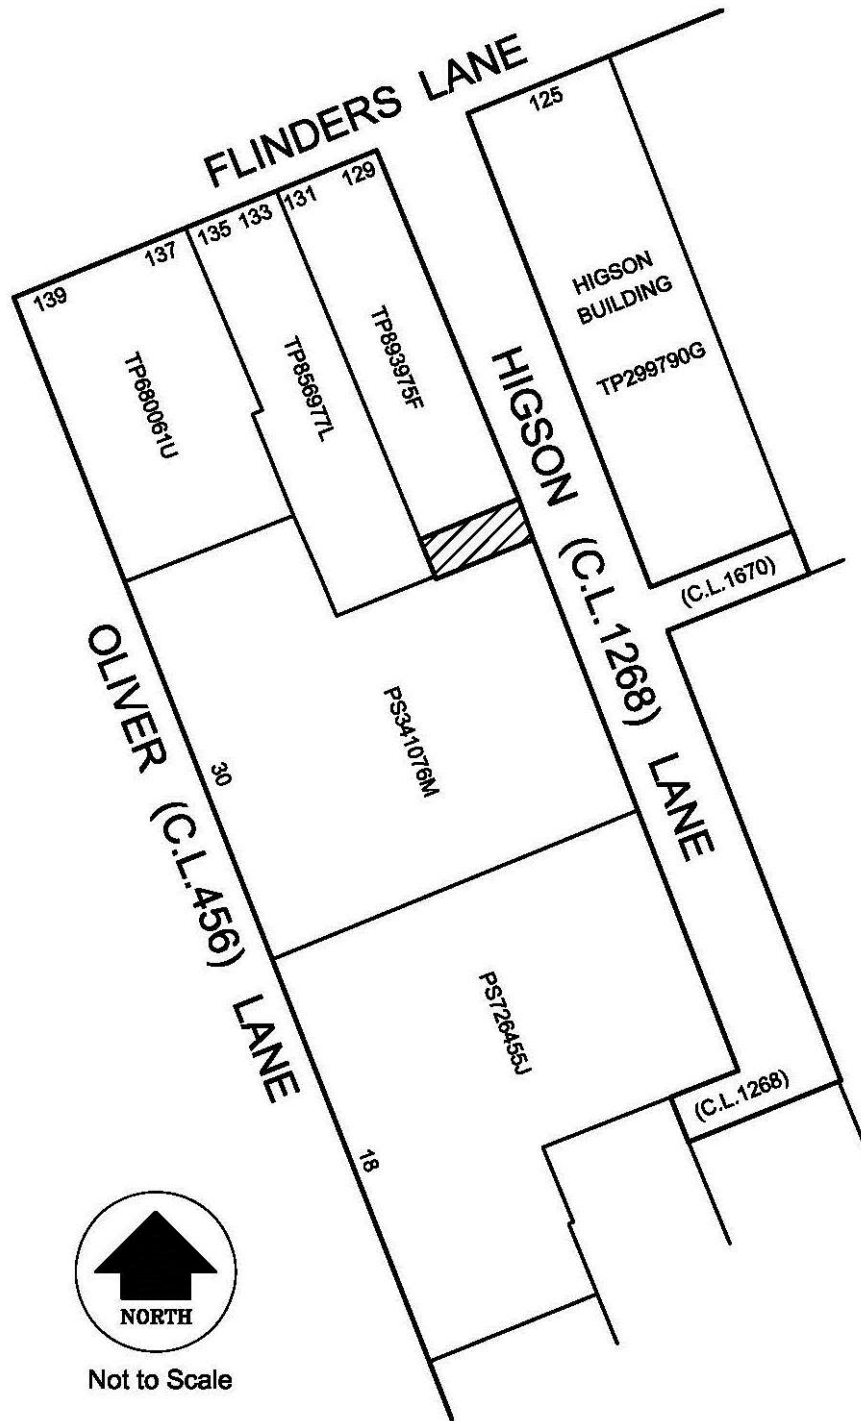 FLINDERS LANE
125
129
131
133
135
137
139
HIGSON
BUILDING
TP299790G
TP893975F
TP856977L
TP680061U
HIGSON (C.L.1268) LANE
(C.L.1670)
OLIVER (C.L.456) LANE
PS341076M
30
PS726455J
(C.L.1268)
18
NORTH
Not to Scale